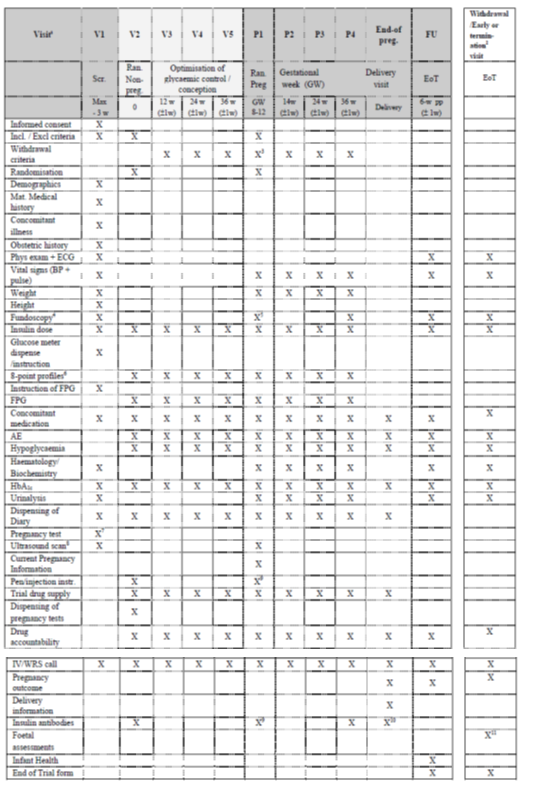 Visit¹ V1 V2 V3 V4 V5 P1 P2 P3 P4 End-of preg. FU Withdrawal /Early or termin- ation² visit
Scr. Ran. Non- preg. Optimisation of glycaemic control / conception Ran. Preg Gestational week (GW) Delivery visit EoT EoT
Max - 3 w 0 12 w (±1w) 24 w (±1w) 36 w (±1w) GW 8-12 14w (±1w) 24 w (±1w) 36 w (±1w) Delivery 6-w pp (± 1w)
Informed consent X
Incl. / Excl criteria X X X
Withdrawal criteria X X X X³ X X X
Randomisation X X
Demographics X
Mat. Medical history X
Concomitant illness X
Obstetric history X
Phys exam + ECG X X X
Vital signs (BP + pulse) X X X X X X X
Weight X X X X X
Height X
Fundoscopy⁴ X X⁵ X X X
Insulin dose X X X X X X X X X X X
Glucose meter dispense /instruction X
8-point profiles⁶ X X X X X X X X
Instruction of FPG X
FPG X X X X X X X X
Concomitant medication X X X X X X X X X X X X
AE X X X X X X X X X X X
Hypoglycaemia X X X X X X X X X X X
Haematology/ Biochemistry X X X X X X X
HbA1c X X X X X X X X X X X X
Urinalysis X X X X X X X
Dispensing of Diary X X X X X X X X X X
Pregnancy test X⁷
Ultrasound scan⁸ X X
Current Pregnancy Information X
Pen/injection instr. X X⁹
Trial drug supply X X X X X X X X X
Dispensing of pregnancy tests X
Drug accountability X X X X X X X X X X X
IV/WRS call X X X X X X X X X X X X
Pregnancy outcome X X X
Delivery information X
Insulin antibodies X X⁹ X X¹⁰
Foetal assessments X¹¹
Infant Health X
End of Trial form X X